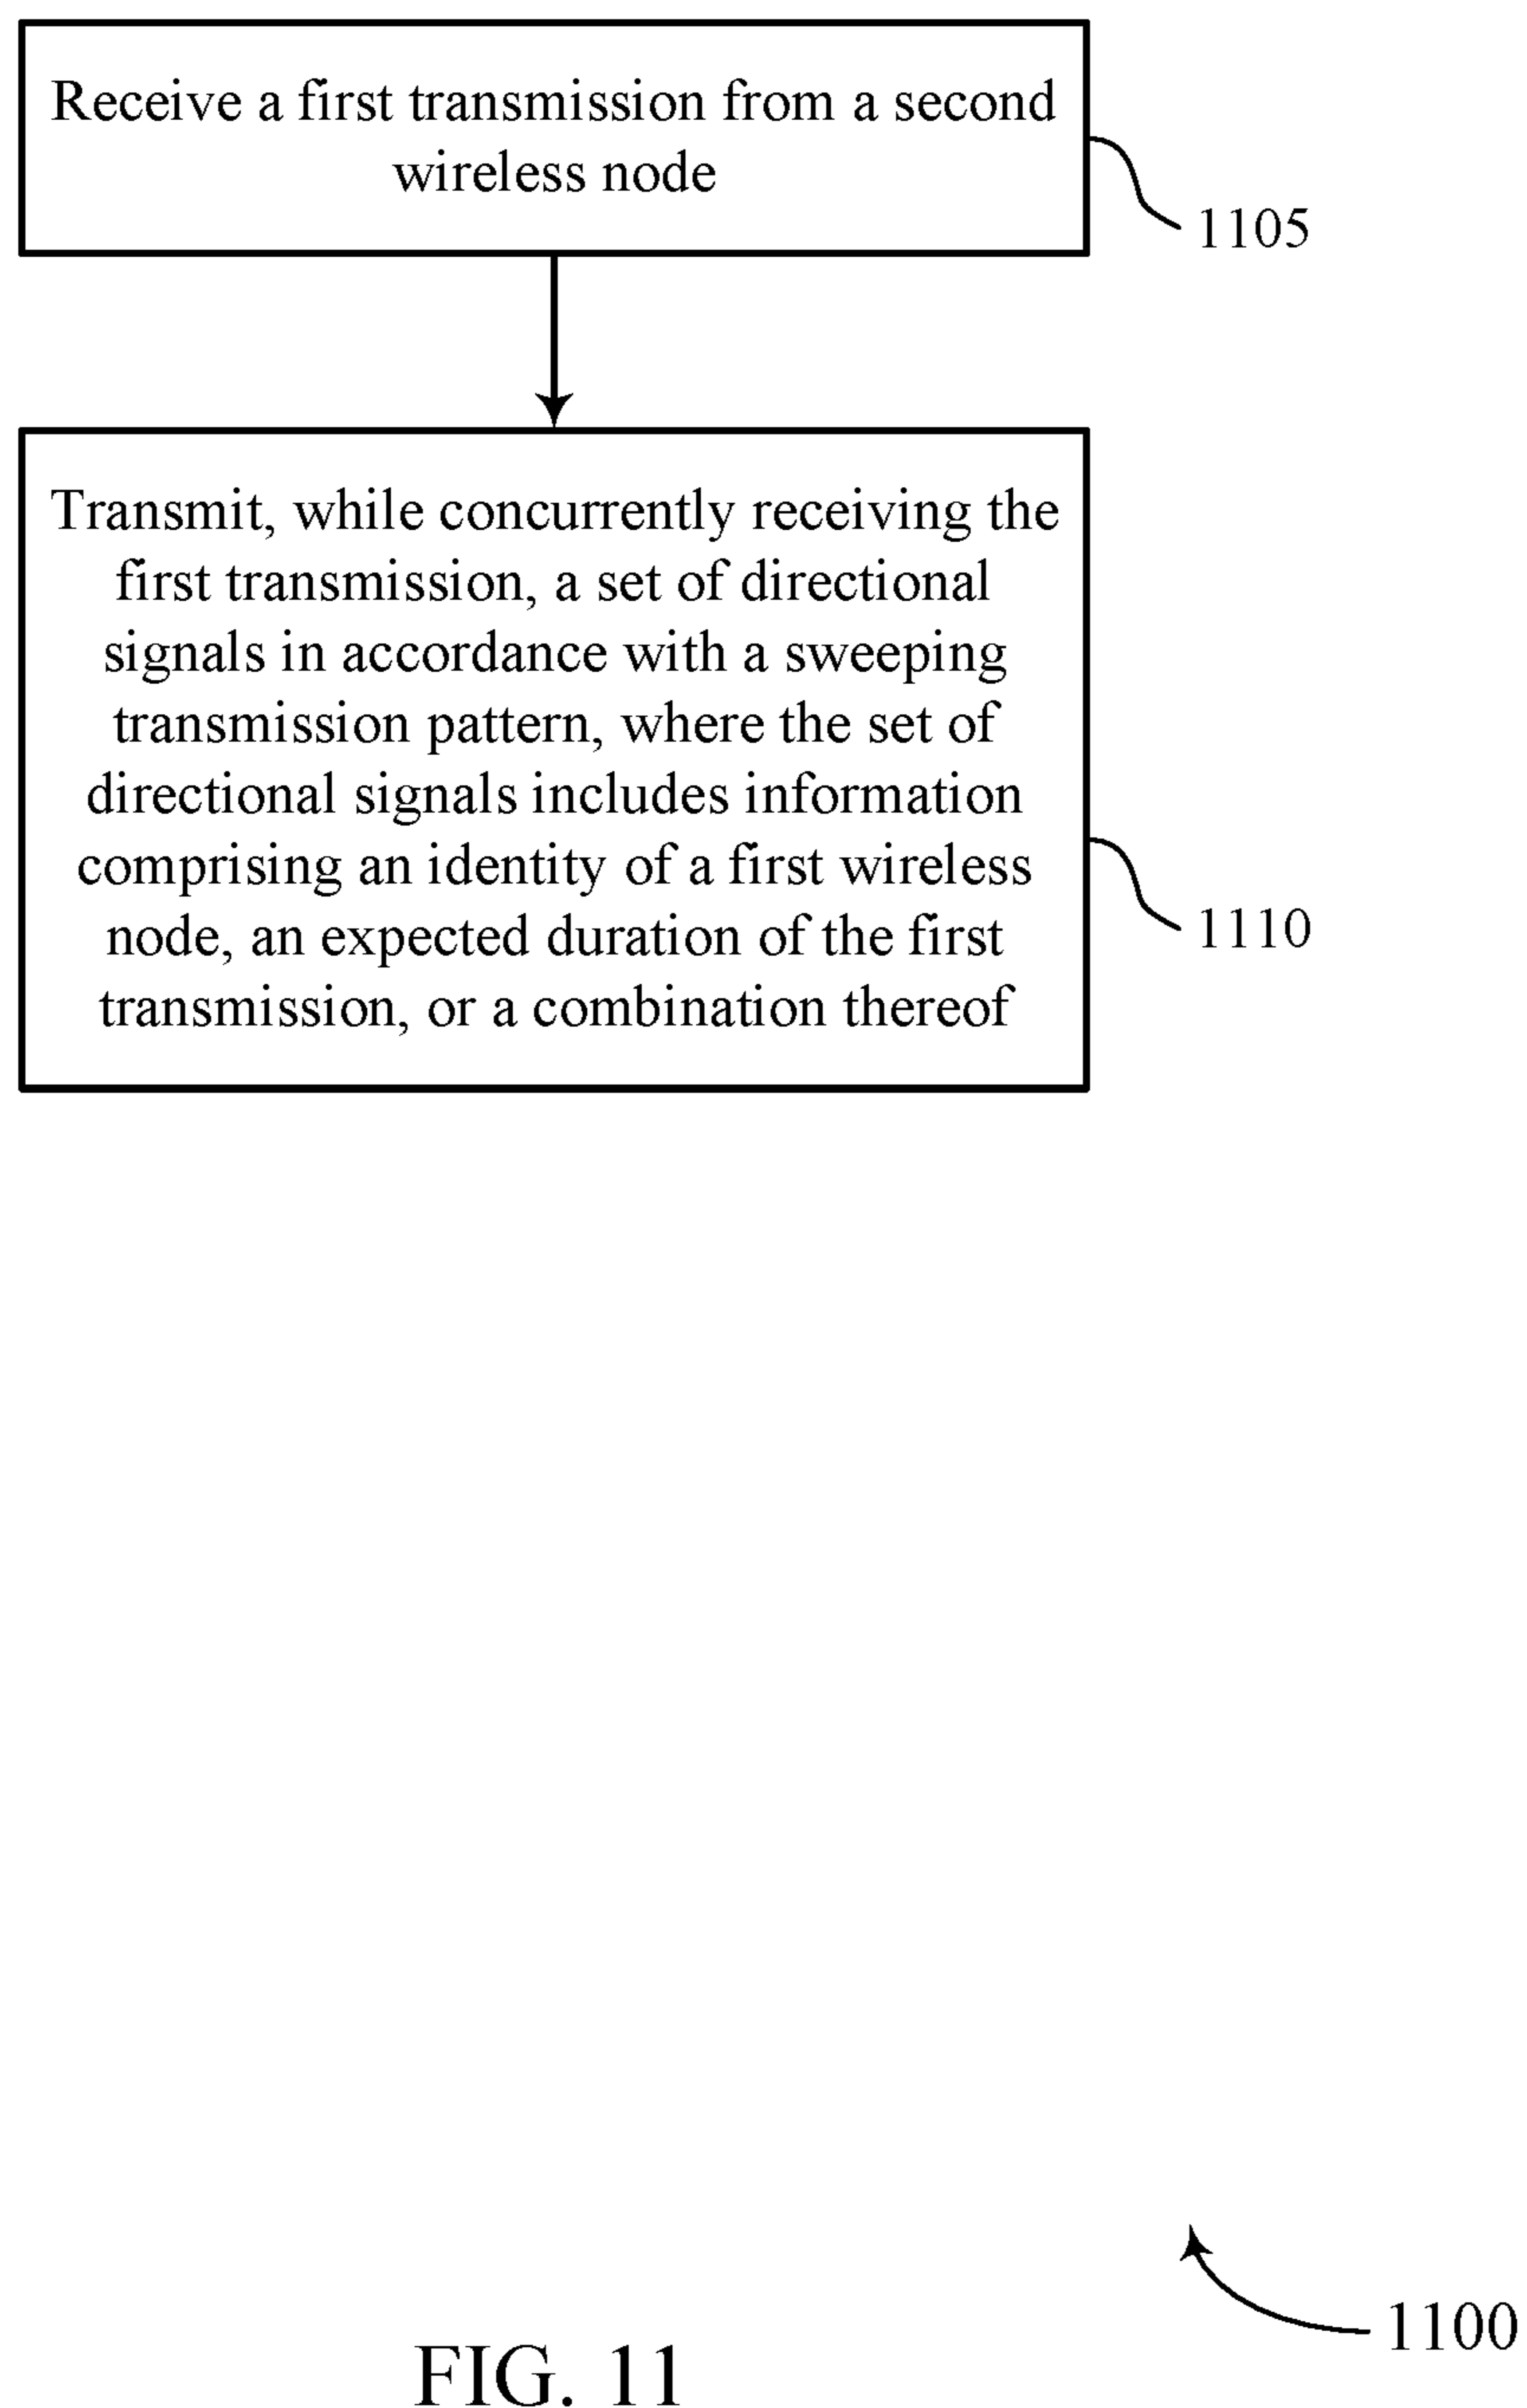 Receive a first transmission from a second
wireless node
1105
Transmit, while concurrently receiving the
first transmission, a set of directional
signals in accordance with a sweeping
transmission pattern, where the set of
directional signals includes information
comprising an identity of a first wireless
node, an expected duration of the first
transmission, or a combination thereof
1110
1100
FIG. 11